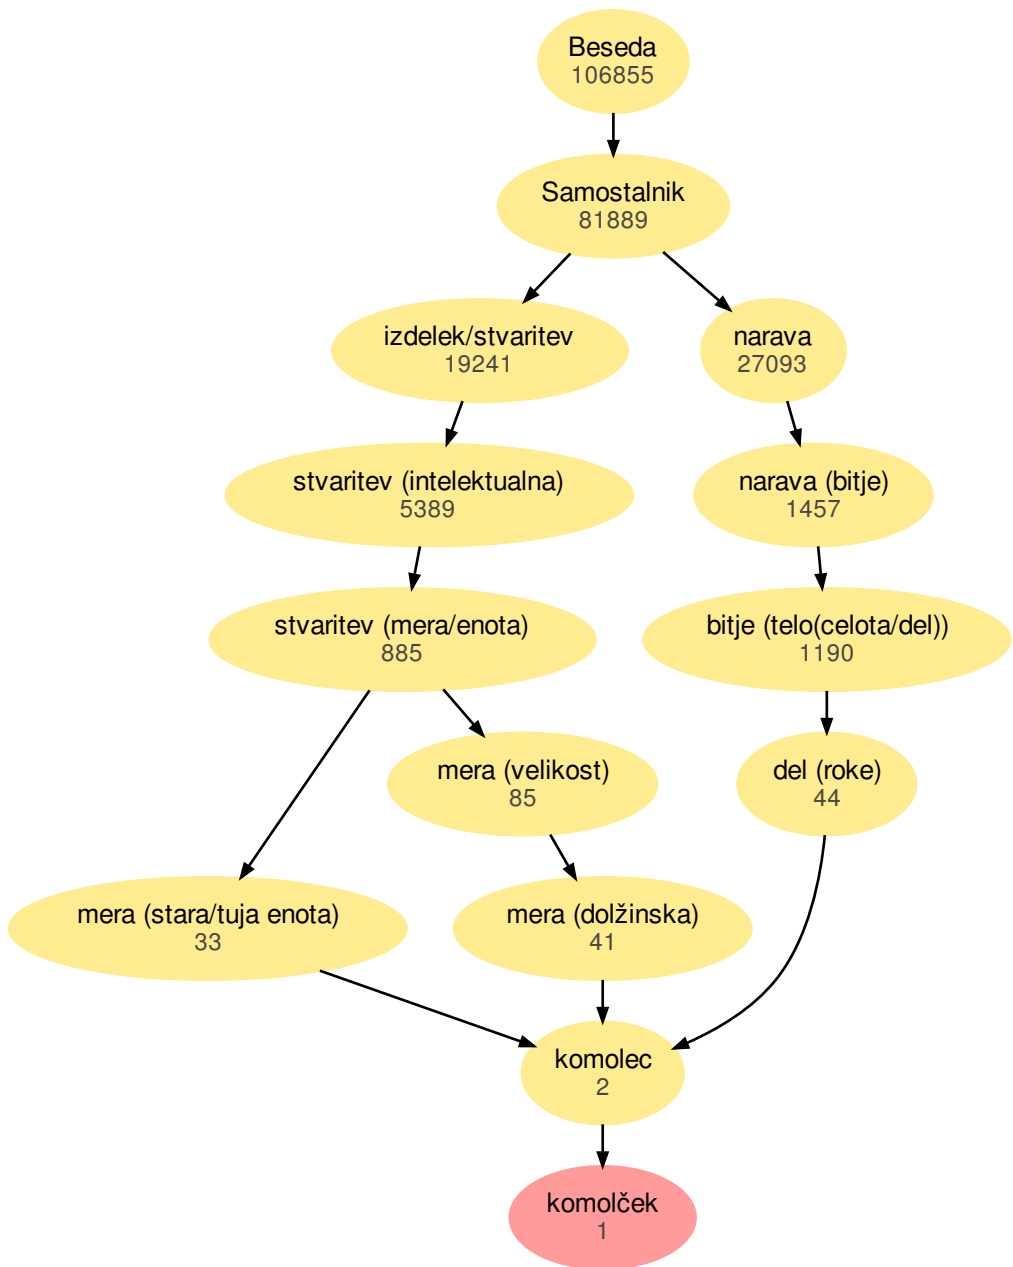 Beseda
106855
Samostalnik
81889
izdelek/stvaritev
19241
narava
27093
stvaritev (intelektualna)
5389
narava (bitje)
1457
stvaritev (mera/enota)
885
bitje (telo(celota/del))
1190
mera (velikost)
85
del (roke)
44
mera (stara/tuja enota)
33
mera (dolžinska)
41
komolec
2
komolček
1